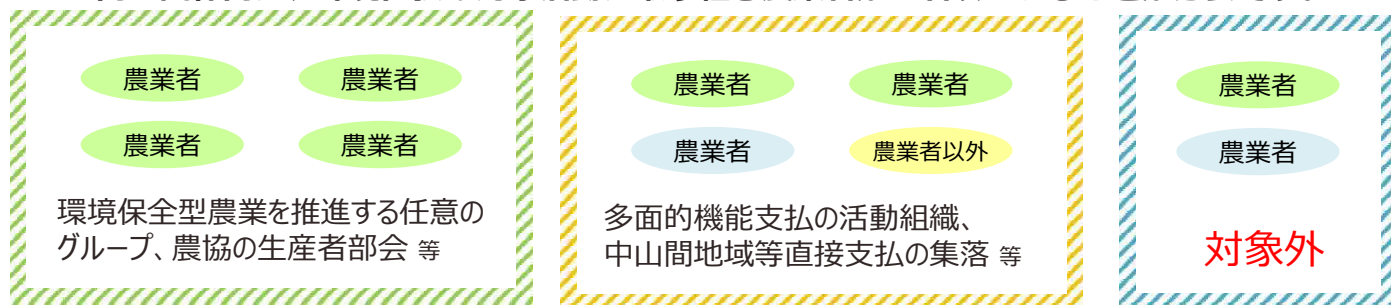 農業者 農業者
農業者 農業者
環境保全型農業を推進する任意の
グループ、農協の生産者部会 等
農業者 農業者
農業者 農業者以外
多面的機能支払の活動組織、
中山間地域等直接支払の集落 等
農業者
農業者
対象外